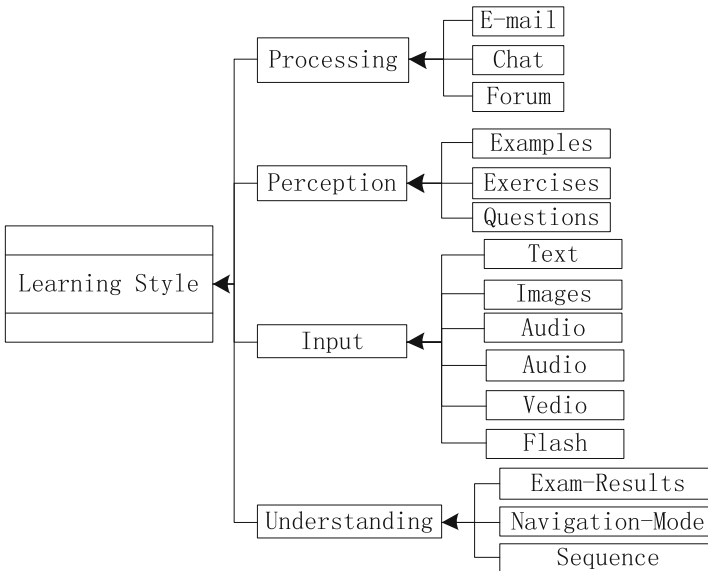 E-mail
Processing
Chat
Forum
Examples
Perception
Exercises
Questions
Learning Style
Text
Images
Audio
Input
Audio
Vedio
Flash
Exam-Results
Understanding
Navigation-Mode
Sequence